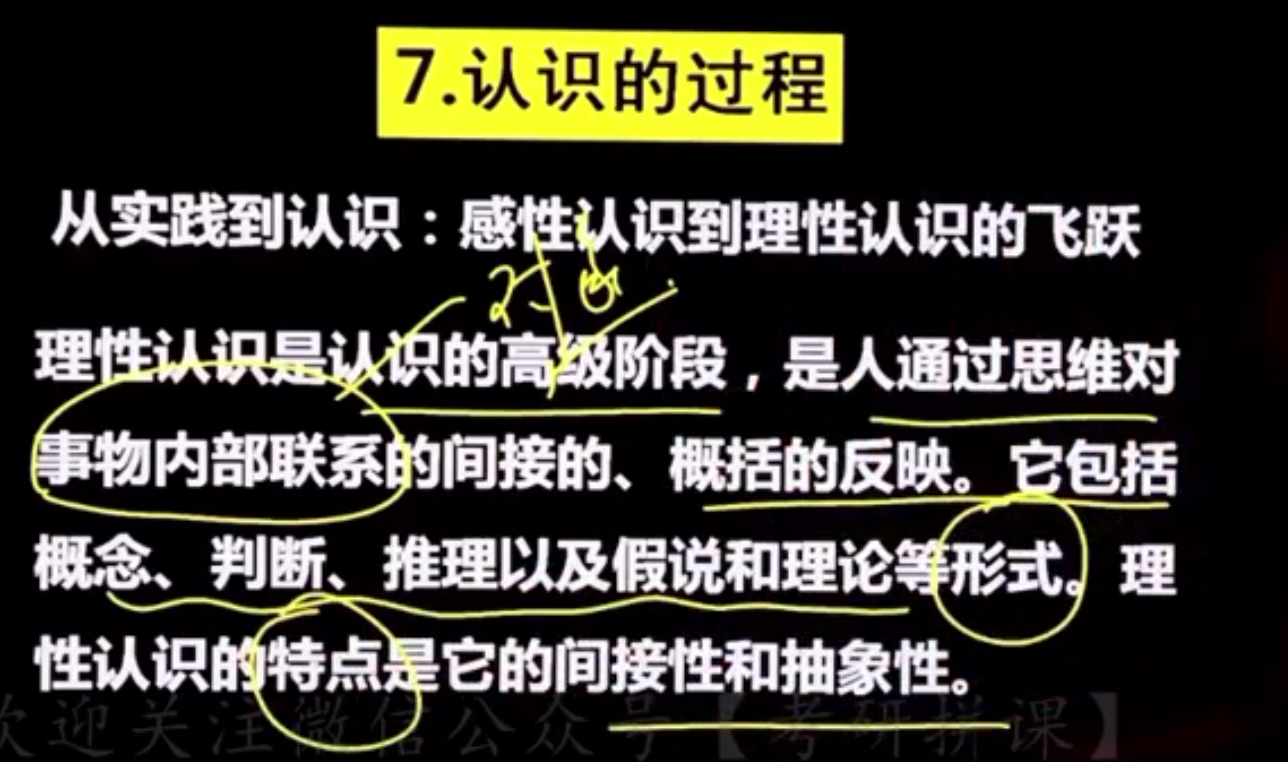 7.认识的过程
从实践到认识：感性认识到理性认识的飞跃
理性认识是认识的高级阶段，是人通过思维对
事物内部联系的间接的、概括的反映。它包括
概念、判断、推理以及假说和理论等形式。理
性认识的特点是它的间接性和抽象性。
欢迎关注微信公众号【考研拼课】